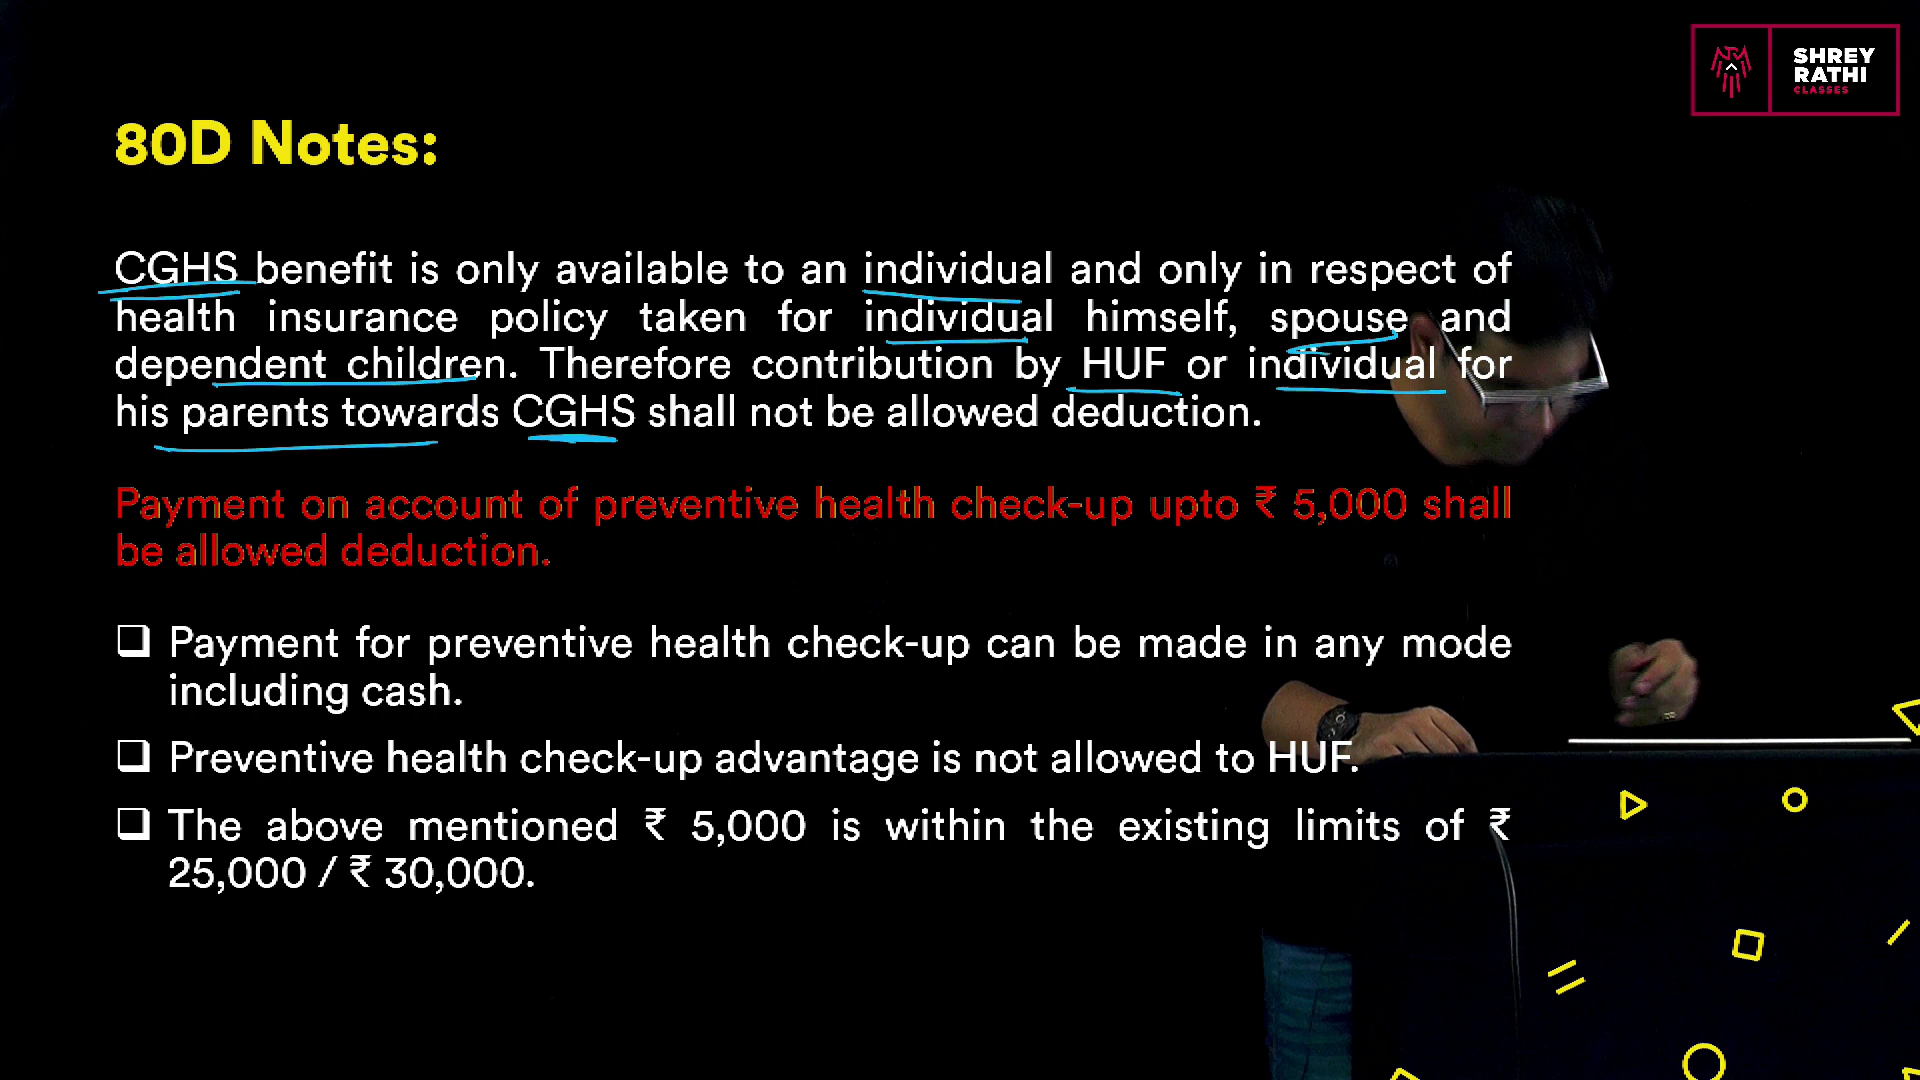 SHREY
RATHI
CLASSES
80D Notes:
CGHS benefit is only available to an individual and only in respect of
health insurance policy taken for individual himself, spouse and
dependent children. Therefore contribution by HUF or individual for
his parents towards CGHS shall not be allowed deduction.
Payment on account of preventive health check-up upto ₹ 5,000 shall
be allowed deduction.
❑ Payment for preventive health check-up can be made in any mode
including cash.
❑ Preventive health check-up advantage is not allowed to HUF.
❑ The above mentioned ₹ 5,000 is within the existing limits of ₹
25,000 / ₹ 30,000.